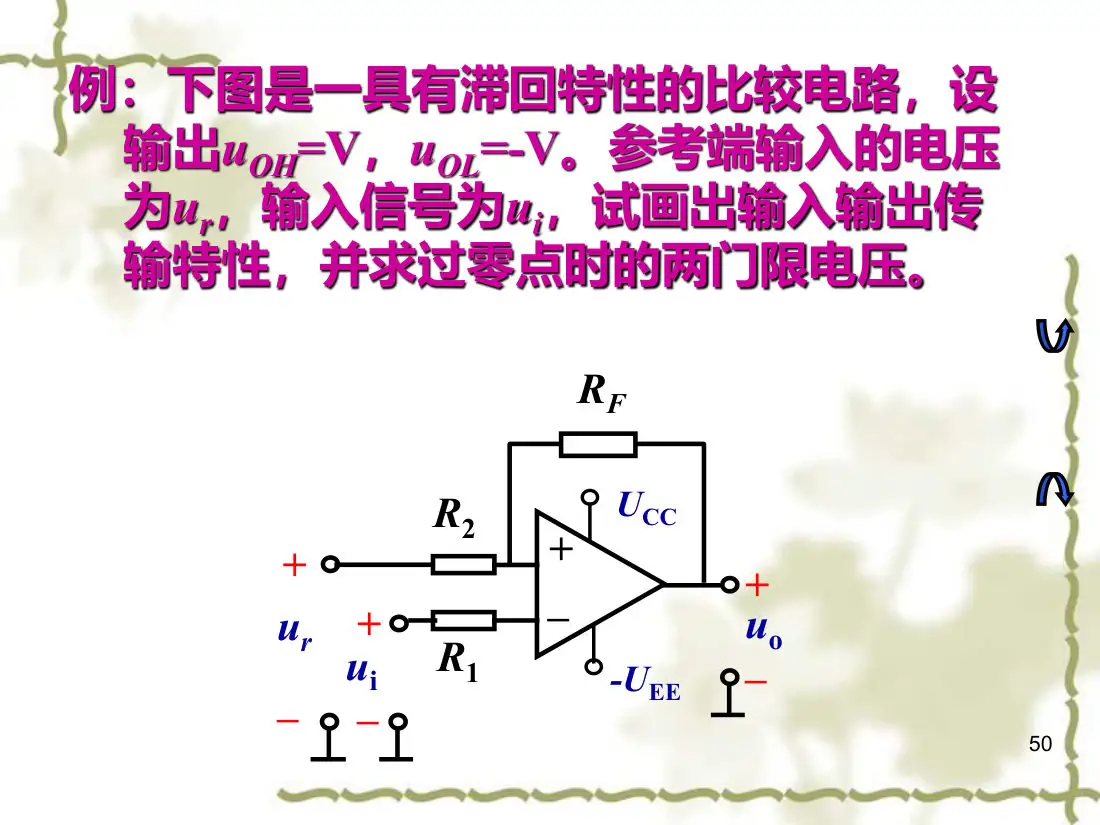 例：下图是一具有滞回特性的比较电路，设
输出uOH=V，uOL=-V。参考端输入的电压
为ur，输入信号为ui，试画出输入输出传
输特性，并求过零点时的两门限电压。
RF
R2
UCC
+
+
+
ur
+
−
uo
ui
R1
-UEE
−
−
−
50